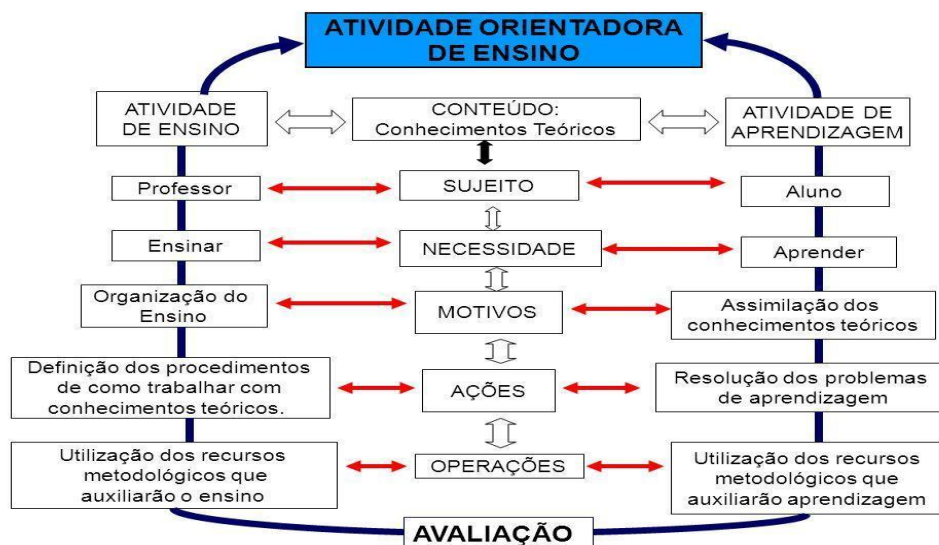 ATIVIDADE ORIENTADORA
DE ENSINO
ATIVIDADE
DE ENSINO
CONTEÚDO:
Conhecimentos Teóricos
ATIVIDADE DE
APRENDIZAGEM
Professor
SUJEITO
Aluno
Ensinar
NECESSIDADE
Aprender
Organização do
Ensino
MOTIVOS
Assimilação dos
conhecimentos teóricos
Definição dos procedimentos
de como trabalhar com
conhecimentos teóricos.
AÇÕES
Resolução dos problemas
de aprendizagem
Utilização dos recursos
metodológicos que
auxiliarão o ensino
OPERAÇÕES
Utilização dos recursos
metodológicos que
auxiliarão aprendizagem
AVALIAÇÃO